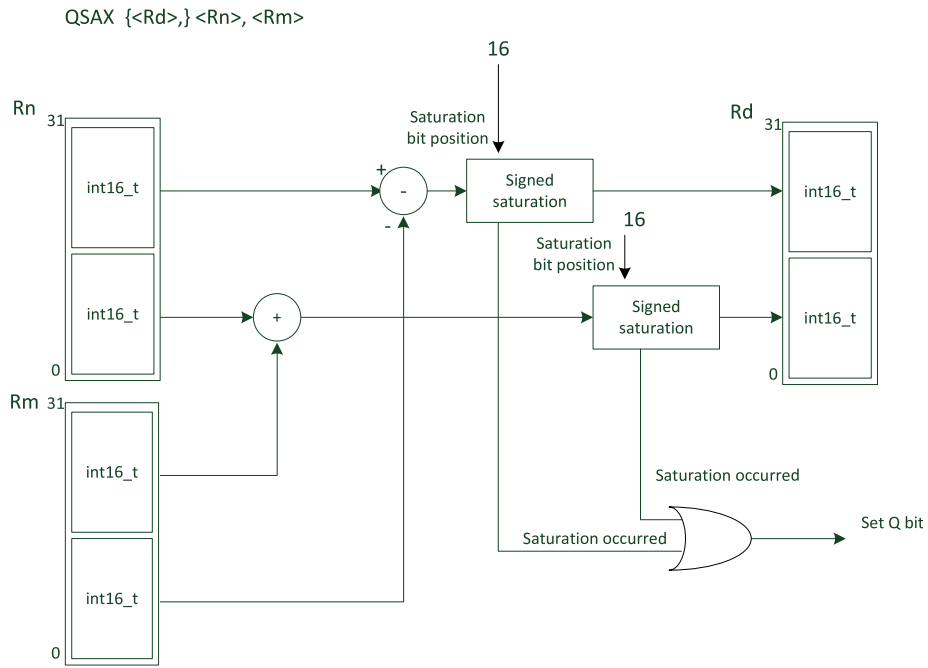 QSAX {<Rd>,} <Rn>, <Rm>
16
Rn
31
Saturation
bit position
Rd
31
+
int16_t
-
Signed
saturation
int16_t
-
16
Saturation
bit position
int16_t
+
Signed
saturation
int16_t
0
0
Rm
31
int16_t
Saturation occurred
Set Q bit
Saturation occurred
int16_t
0